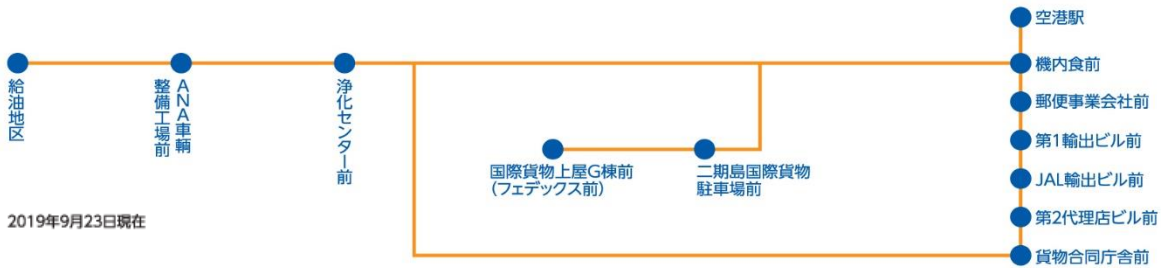 空港駅
機内食前
郵便事業会社前
第1輸出ビル前
JAL輸出ビル前
第2代理店ビル前
貨物合同庁舎前
給油地区
ANA車輌
整備工場前
浄化センター前
国際貨物上屋G棟前
(フェデックス前)
二期島国際貨物
駐車場前
2019年9月23日現在